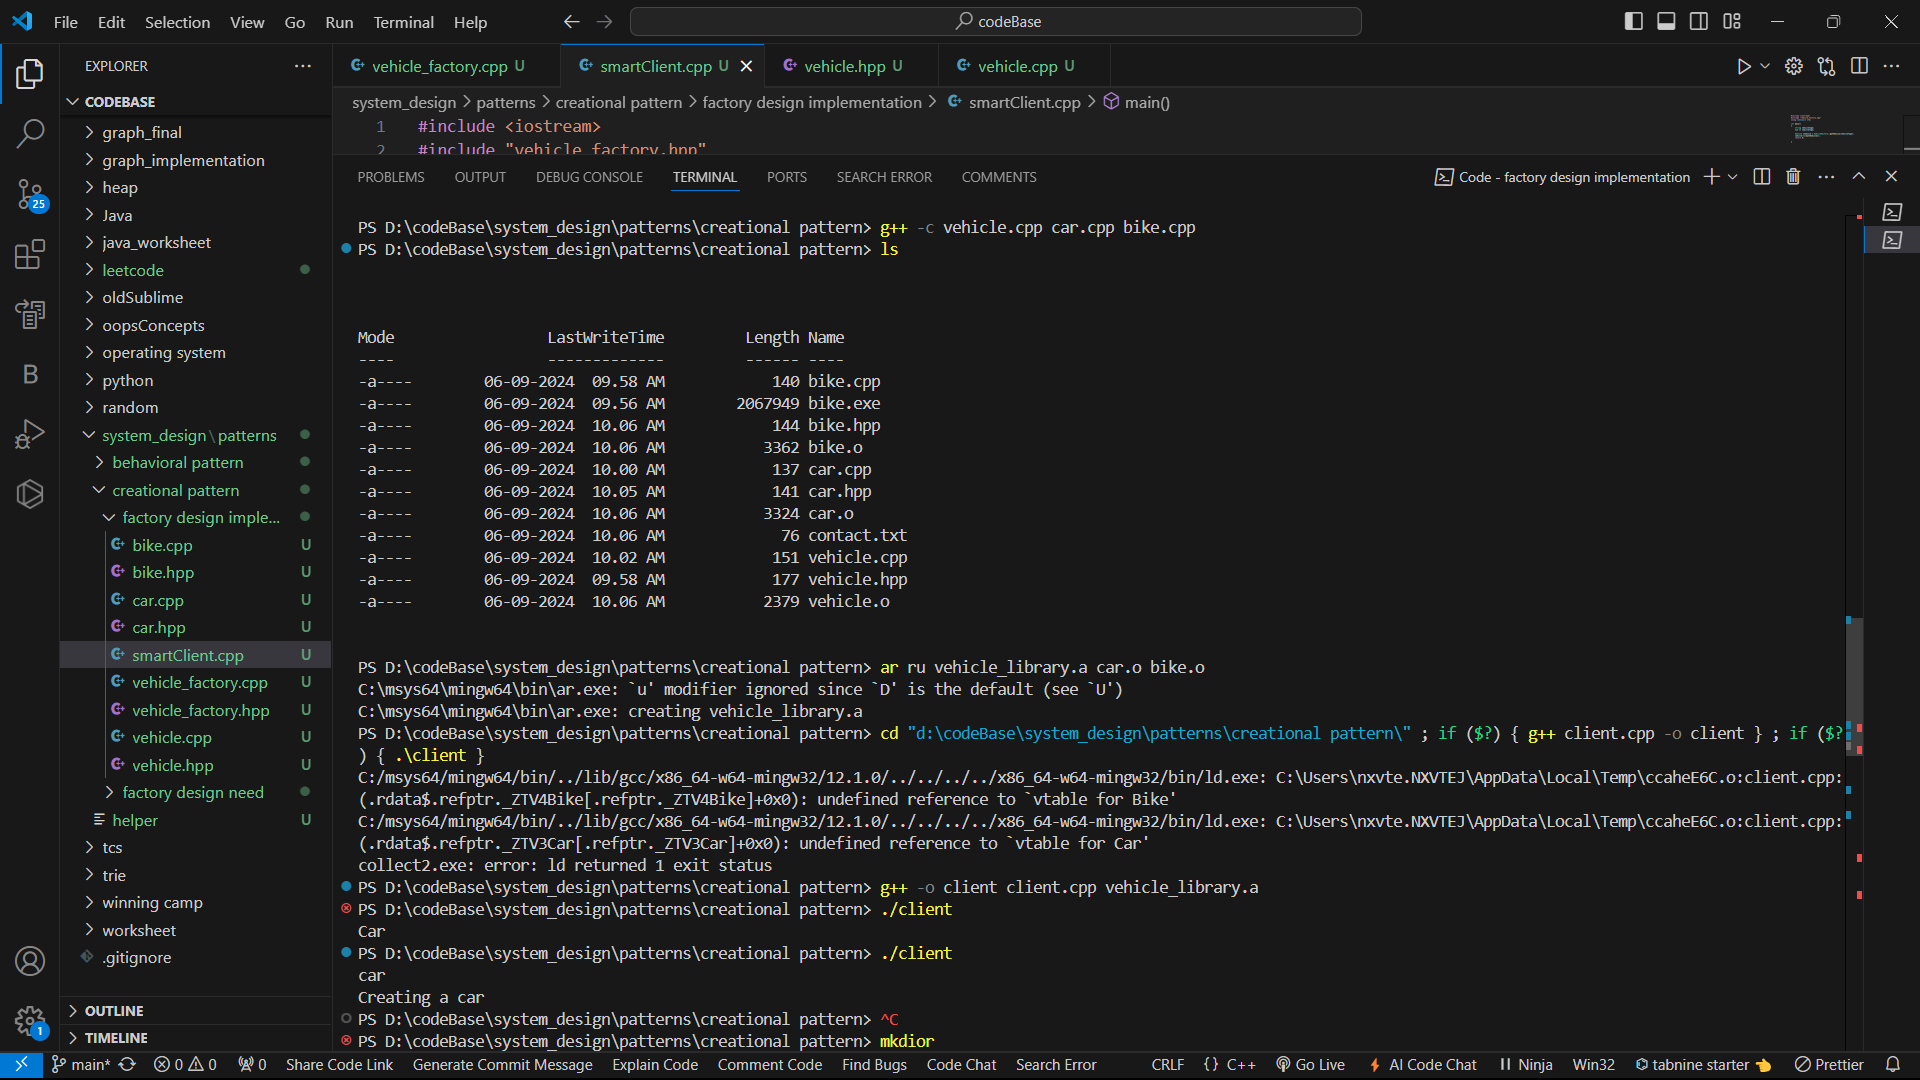 File Edit Selection View Go Run Terminal Help
codeBase
EXPLORER
CODEBASE
graph_final
graph_implementation
heap
Java
java_worksheet
leetcode
oldSublime
oopsConcepts
operating system
python
random
system_design\patterns
behavioral pattern
creational pattern
factory design imple...
bike.cpp U
bike.hpp U
car.cpp U
car.hpp U
smartClient.cpp U
vehicle_factory.cpp U
vehicle_factory.hpp U
vehicle.cpp U
vehicle.hpp U
factory design need
helper U
tcs
trie
winning camp
worksheet
.gitignore
OUTLINE
TIMELINE
25
B
1
vehicle_factory.cpp U smartClient.cpp U vehicle.hpp U vehicle.cpp U
system_design > patterns > creational pattern > factory design implementation > smartClient.cpp > main()
1 #include <iostream>
2 #include "vehicle_factory.hpp"
PROBLEMS OUTPUT DEBUG CONSOLE TERMINAL PORTS SEARCH ERROR COMMENTS
Code - factory design implementation
PS D:\codeBase\system_design\patterns\creational pattern> g++ -c vehicle.cpp car.cpp bike.cpp
PS D:\codeBase\system_design\patterns\creational pattern> ls
Mode LastWriteTime Length Name
---- ------------- ------ ----
-a---- 06-09-2024 09.58 AM 140 bike.cpp
-a---- 06-09-2024 09.56 AM 2067949 bike.exe
-a---- 06-09-2024 10.06 AM 144 bike.hpp
-a---- 06-09-2024 10.06 AM 3362 bike.o
-a---- 06-09-2024 10.00 AM 137 car.cpp
-a---- 06-09-2024 10.05 AM 141 car.hpp
-a---- 06-09-2024 10.06 AM 3324 car.o
-a---- 06-09-2024 10.06 AM 76 contact.txt
-a---- 06-09-2024 10.02 AM 151 vehicle.cpp
-a---- 06-09-2024 09.58 AM 177 vehicle.hpp
-a---- 06-09-2024 10.06 AM 2379 vehicle.o
PS D:\codeBase\system_design\patterns\creational pattern> ar ru vehicle_library.a car.o bike.o
C:\msys64\mingw64\bin\ar.exe: `u' modifier ignored since `D' is the default (see `U')
C:\msys64\mingw64\bin\ar.exe: creating vehicle_library.a
PS D:\codeBase\system_design\patterns\creational pattern> cd "d:\codeBase\system_design\patterns\creational pattern\" ; if ($?) { g++ client.cpp -o client } ; if ($?
) { .\client }
C:/msys64/mingw64/bin/../lib/gcc/x86_64-w64-mingw32/12.1.0/../../../../x86_64-w64-mingw32/bin/ld.exe: C:\Users\nxvte.NXVTEJ\AppData\Local\Temp\ccaheE6C.o:client.cpp:
(.rdata$.refptr._ZTV4Bike[.refptr._ZTV4Bike]+0x0): undefined reference to `vtable for Bike'
C:/msys64/mingw64/bin/../lib/gcc/x86_64-w64-mingw32/12.1.0/../../../../x86_64-w64-mingw32/bin/ld.exe: C:\Users\nxvte.NXVTEJ\AppData\Local\Temp\ccaheE6C.o:client.cpp:
(.rdata$.refptr._ZTV3Car[.refptr._ZTV3Car]+0x0): undefined reference to `vtable for Car'
collect2.exe: error: ld returned 1 exit status
PS D:\codeBase\system_design\patterns\creational pattern> g++ -o client client.cpp vehicle_library.a
PS D:\codeBase\system_design\patterns\creational pattern> ./client
Car
PS D:\codeBase\system_design\patterns\creational pattern> ./client
car
Creating a car
PS D:\codeBase\system_design\patterns\creational pattern> ^C
PS D:\codeBase\system_design\patterns\creational pattern> mkdior
main* 0 0 0 Share Code Link Generate Commit Message Explain Code Comment Code Find Bugs Code Chat Search Error CRLF {} C++ Go Live AI Code Chat Ninja Win32 tabnine starter Prettier